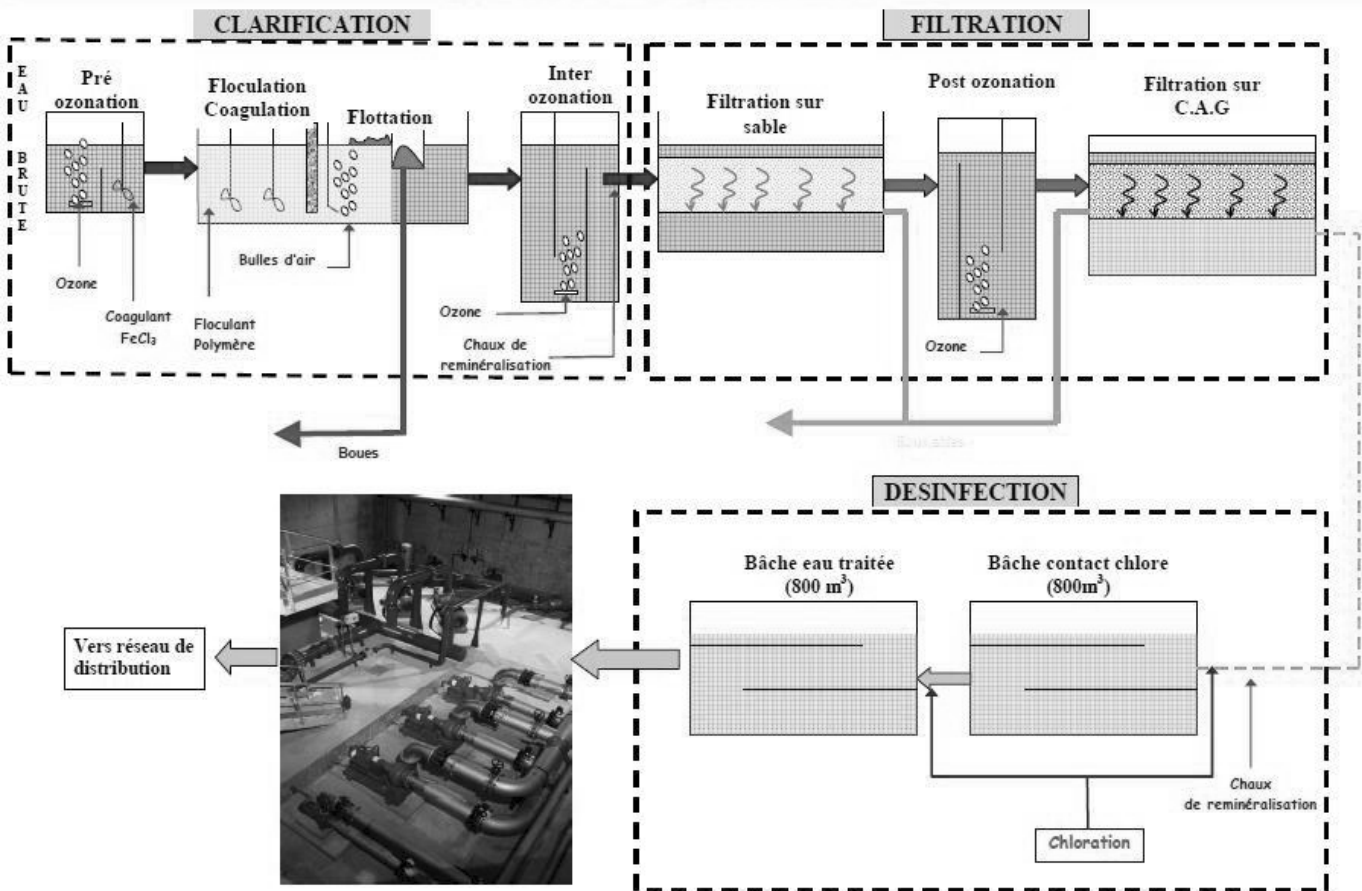 CLARIFICATION
EAU BRUTE
Pré
ozonation
Floculation
Coagulation
Flottation
Inter
ozonation
Ozone
Coagulant
FeCl₃
Floculant
Polymère
Bulles d'air
Ozone
Chaux de
reminéralisation
Boues
FILTRATION
Filtration sur
sable
Post ozonation
Filtration sur
C.A.G
Ozone
DESINFECTION
Bâche eau traitée
(800 m³)
Bâche contact chlore
(800m³)
Vers réseau de
distribution
Chaux
de reminéralisation
Chloration